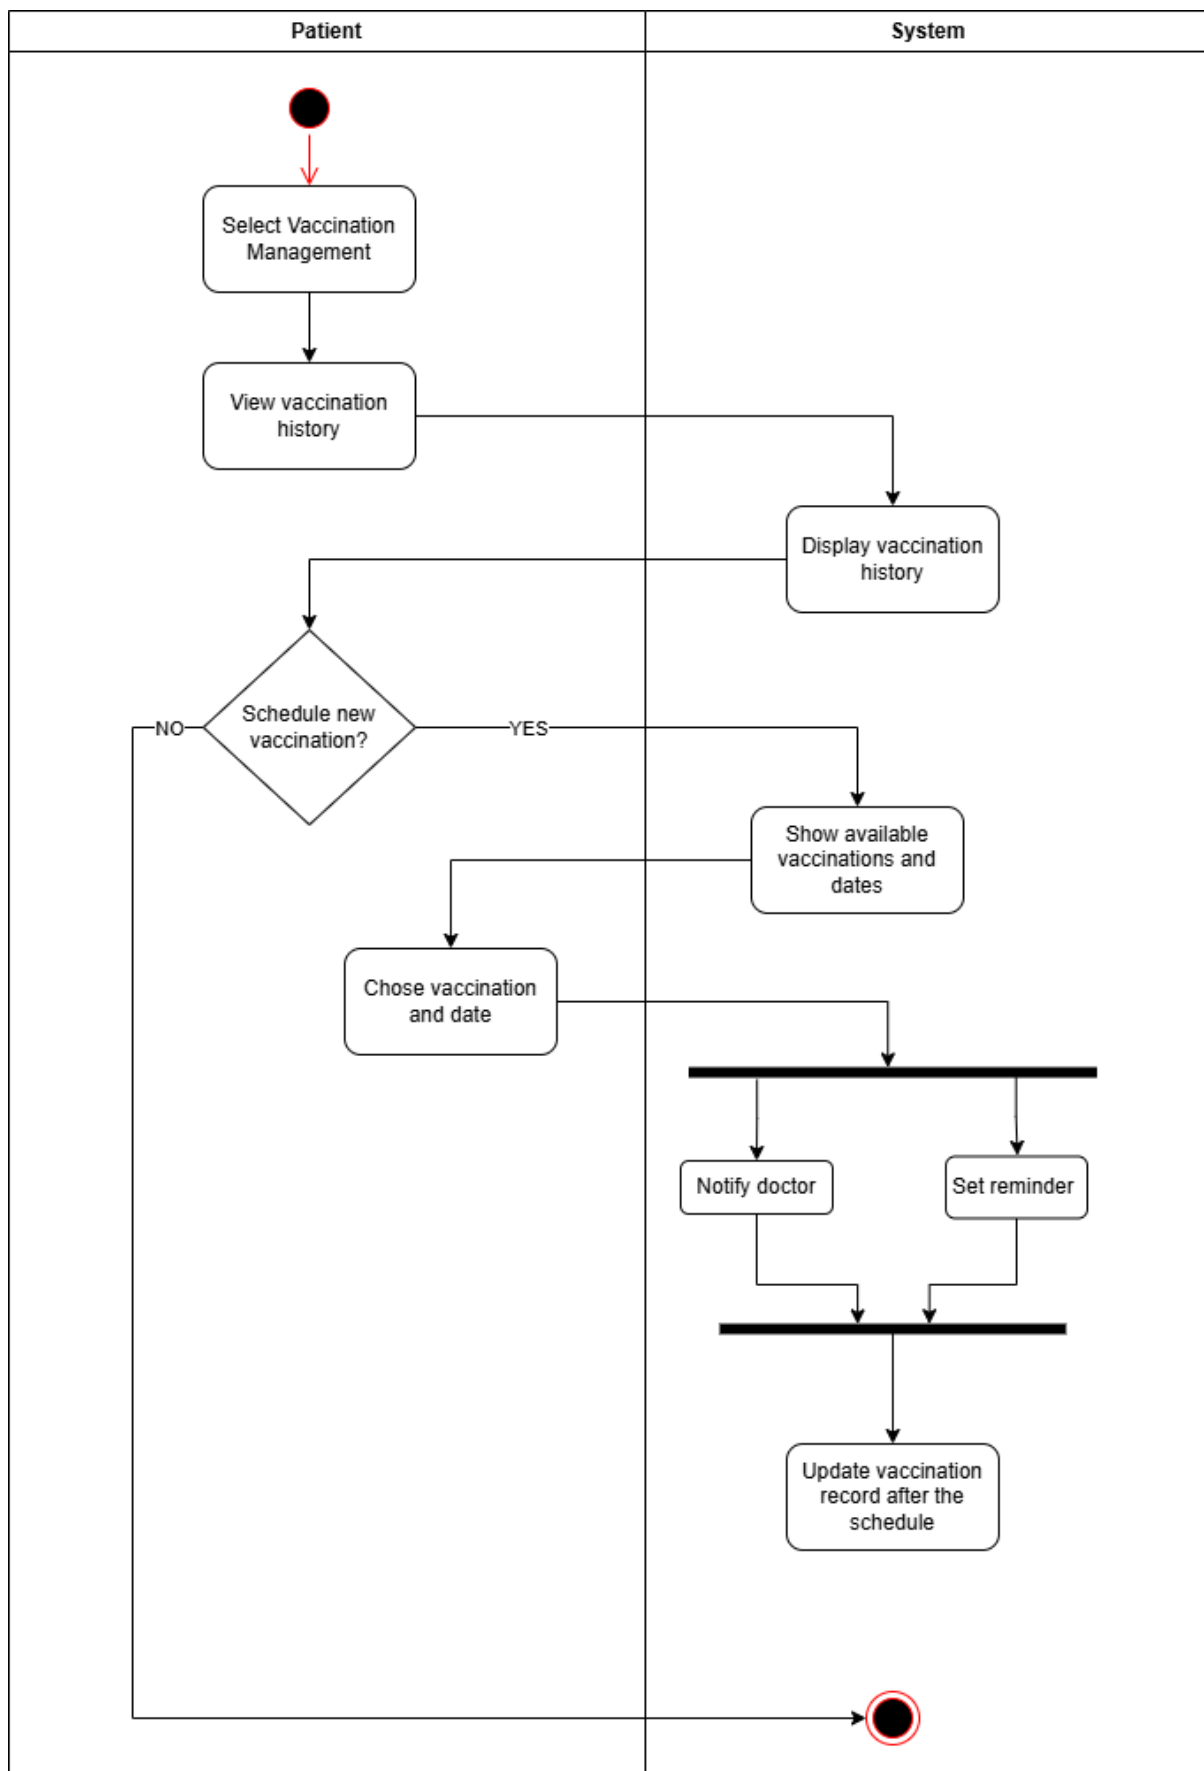 Patient
System
Select Vaccination
Management
View vaccination
history
Display vaccination
history
Schedule new
vaccination?
NO
YES
Show available
vaccinations and
dates
Chose vaccination
and date
Notify doctor
Set reminder
Update vaccination
record after the
schedule